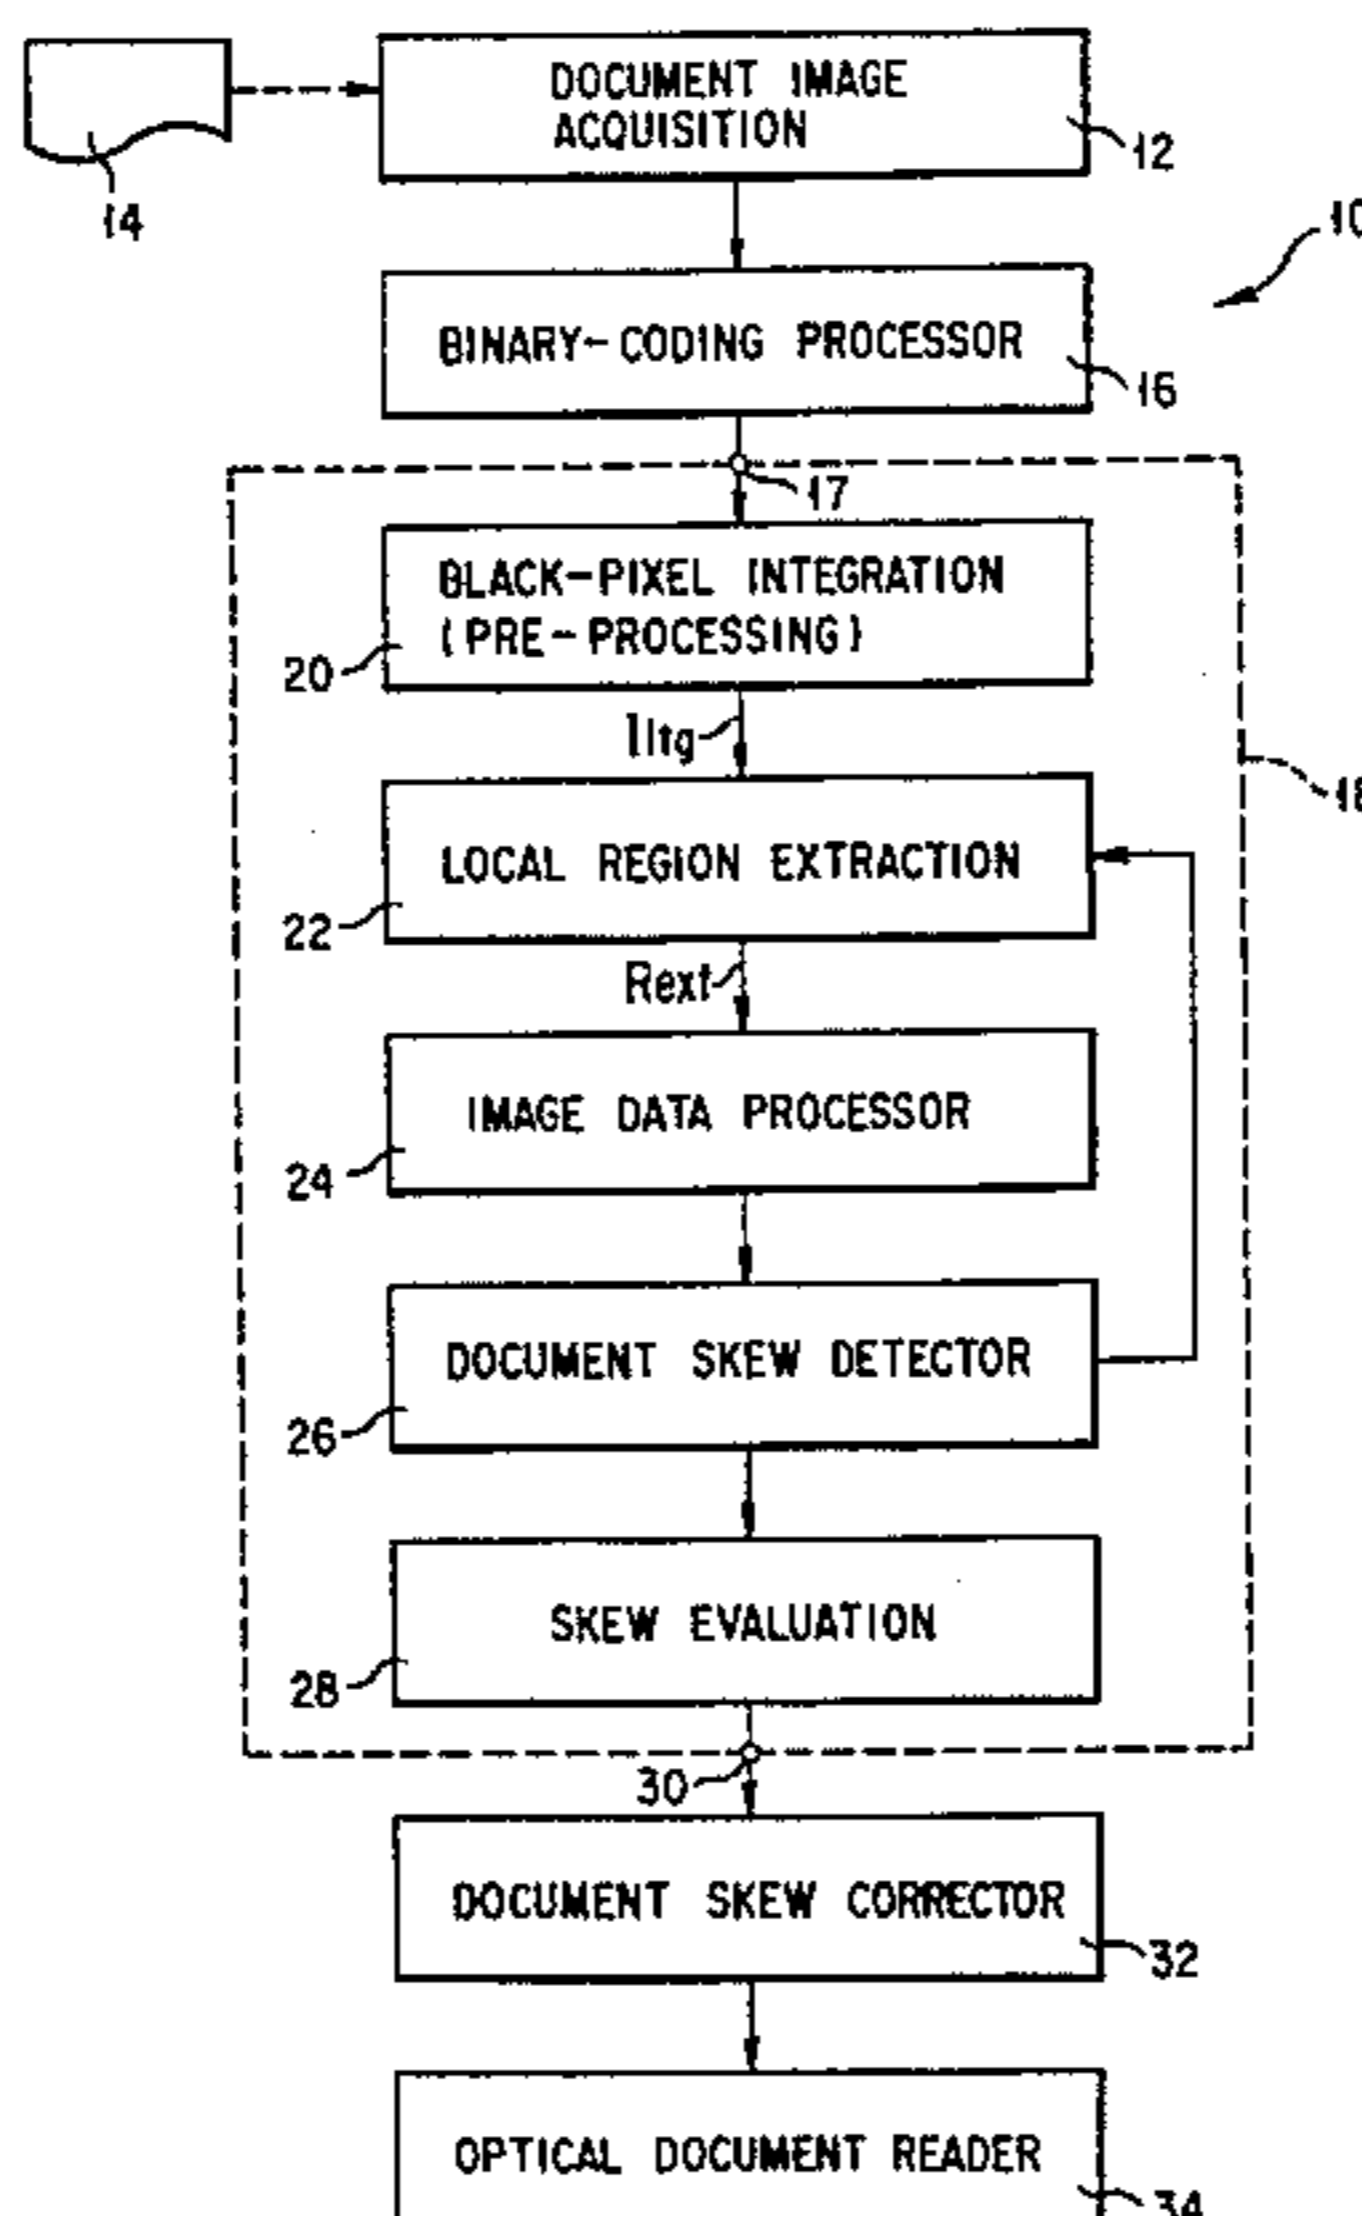 DOCUMENT IMAGE
ACQUISITION
12
14
10
BINARY-CODING PROCESSOR
16
17
BLACK-PIXEL INTEGRATION
(PRE-PROCESSING)
20
Iitg
18
LOCAL REGION EXTRACTION
22
Rext
IMAGE DATA PROCESSOR
24
DOCUMENT SKEW DETECTOR
26
SKEW EVALUATION
28
30
DOCUMENT SKEW CORRECTOR
32
OPTICAL DOCUMENT READER
34